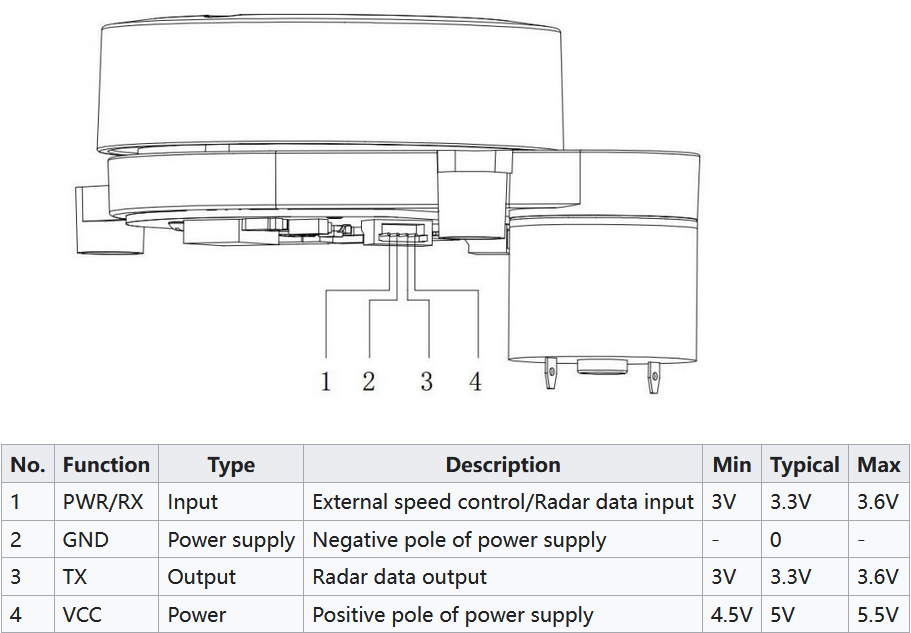 1 2 3 4
No. Function Type Description Min Typical Max
1 PWR/RX Input External speed control/Radar data input 3V 3.3V 3.6V
2 GND Power supply Negative pole of power supply - 0 -
3 TX Output Radar data output 3V 3.3V 3.6V
4 VCC Power Positive pole of power supply 4.5V 5V 5.5V